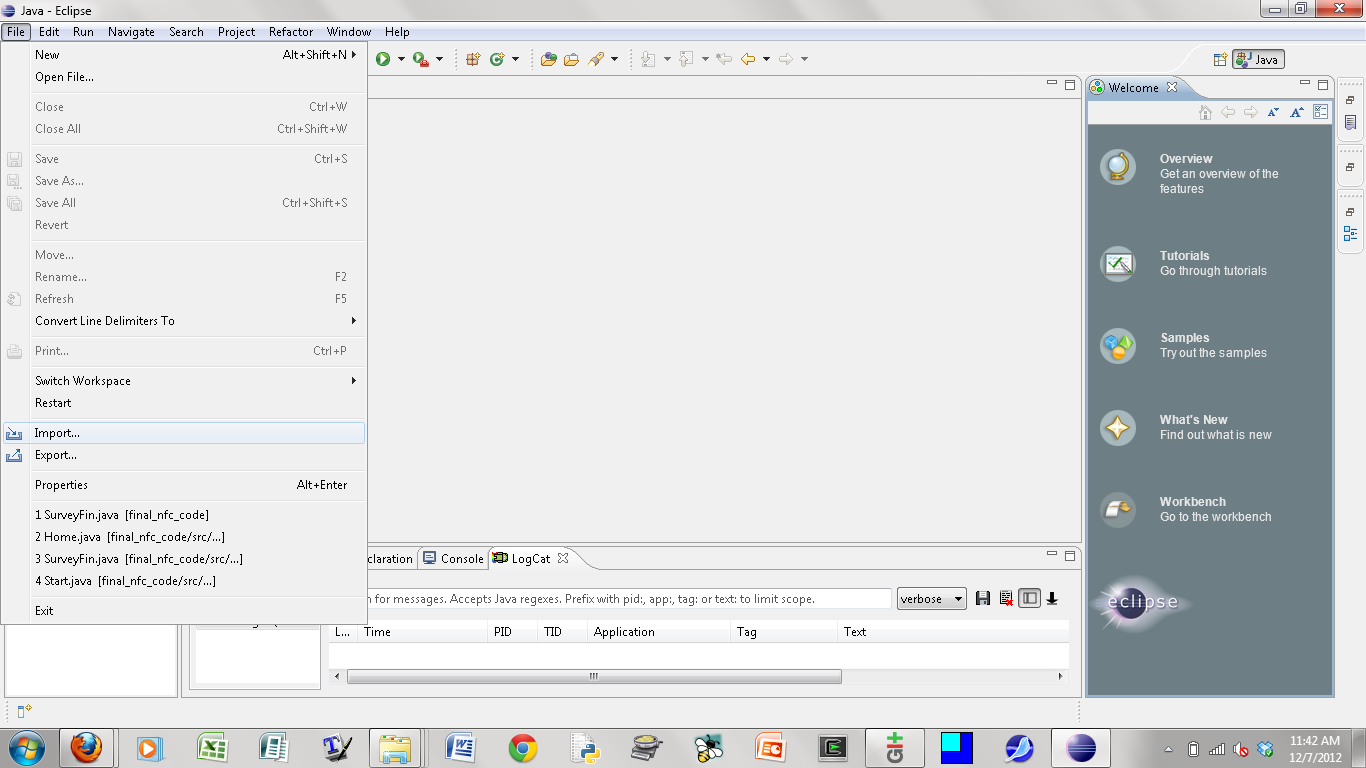 Java - Eclipse
File Edit Run Navigate Search Project Refactor Window Help
New Alt+Shift+N
Open File...
Close Ctrl+W
Close All Ctrl+Shift+W
Save Ctrl+S
Save As...
Save All Ctrl+Shift+S
Revert
Move...
Rename... F2
Refresh F5
Convert Line Delimiters To
Print... Ctrl+P
Switch Workspace
Restart
Import...
Export...
Properties Alt+Enter
1 SurveyFin.java [final_nfc_code]
2 Home.java [final_nfc_code/src/...]
3 SurveyFin.java [final_nfc_code/src/...]
4 Start.java [final_nfc_code/src/...]
Exit
Java
Welcome
Overview
Get an overview of the
features
Tutorials
Go through tutorials
Samples
Try out the samples
What's New
Find out what is new
Workbench
Go to the workbench
eclipse
claration Console LogCat
h for messages. Accepts Java regexes. Prefix with pid:, app:, tag: or text: to limit scope.
verbose
L... Time PID TID Application Tag Text
git
11:42 AM
12/7/2012